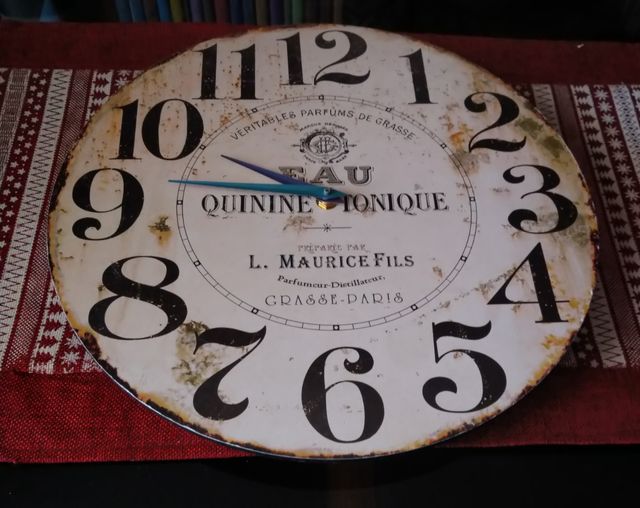 12
1
2
3
4
5
6
7
8
9
10
11
VÉRITABLES PARFUMS DE GRASSE
EAU
QUININE TONIQUE
PRÉPARÉE PAR
L. MAURICE FILS
Parfumeur-Distillateur,
GRASSE-PARIS